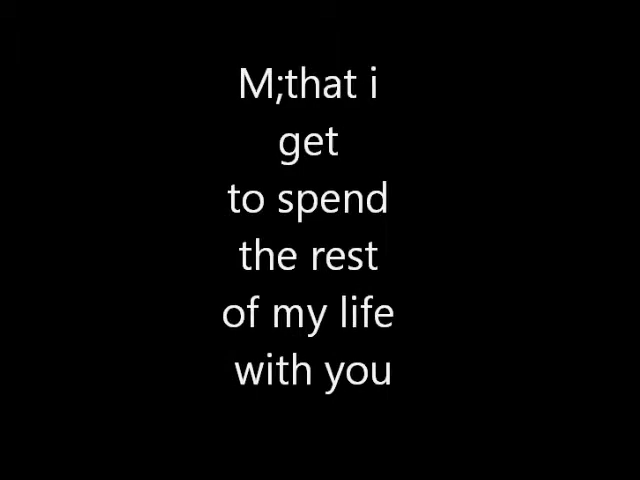 M;that i
get
to spend
the rest
of my life
with you